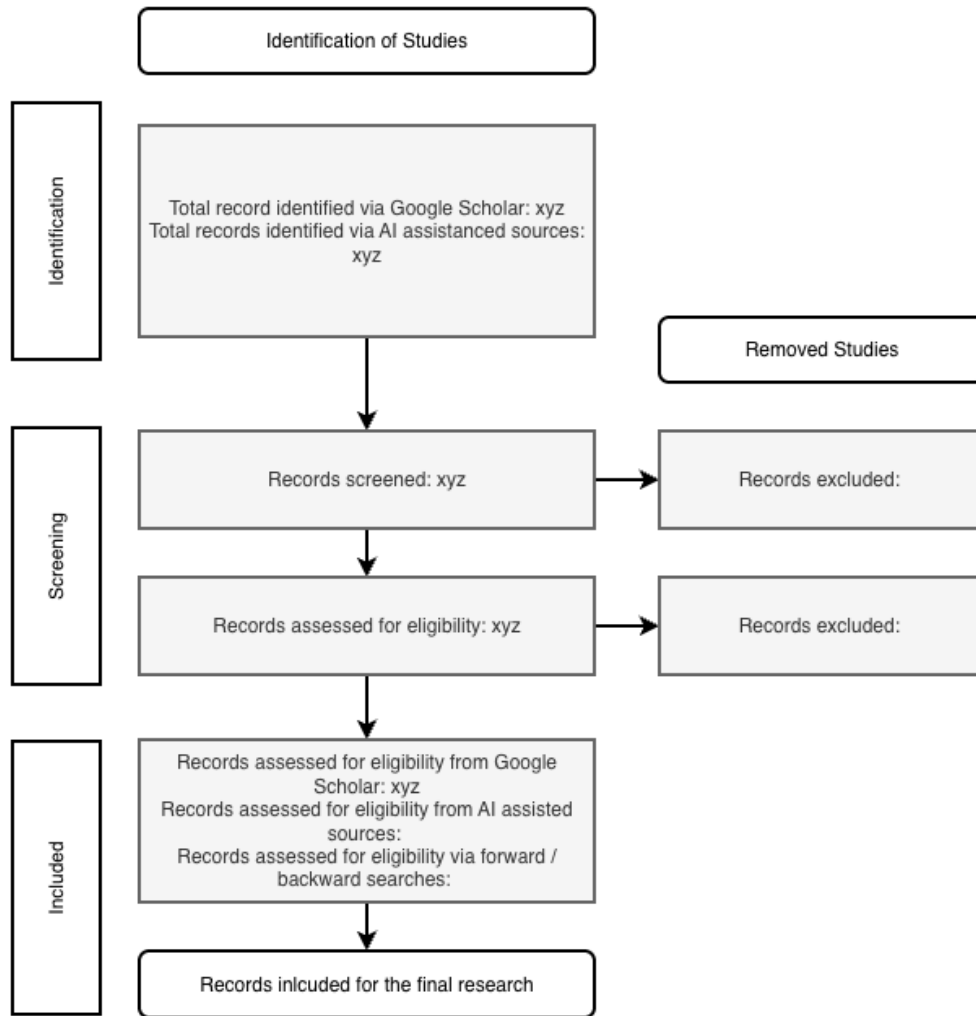 Identification of Studies
Identification
Total record identified via Google Scholar: xyz
Total records identified via AI assistanced sources:
xyz
Removed Studies
Screening
Records screened: xyz
Records excluded:
Records assessed for eligibility: xyz
Records excluded:
Included
Records assessed for eligibility from Google
Scholar: xyz
Records assessed for eligibility from AI assisted
sources:
Records assessed for eligibility via forward /
backward searches:
Records inlcuded for the final research